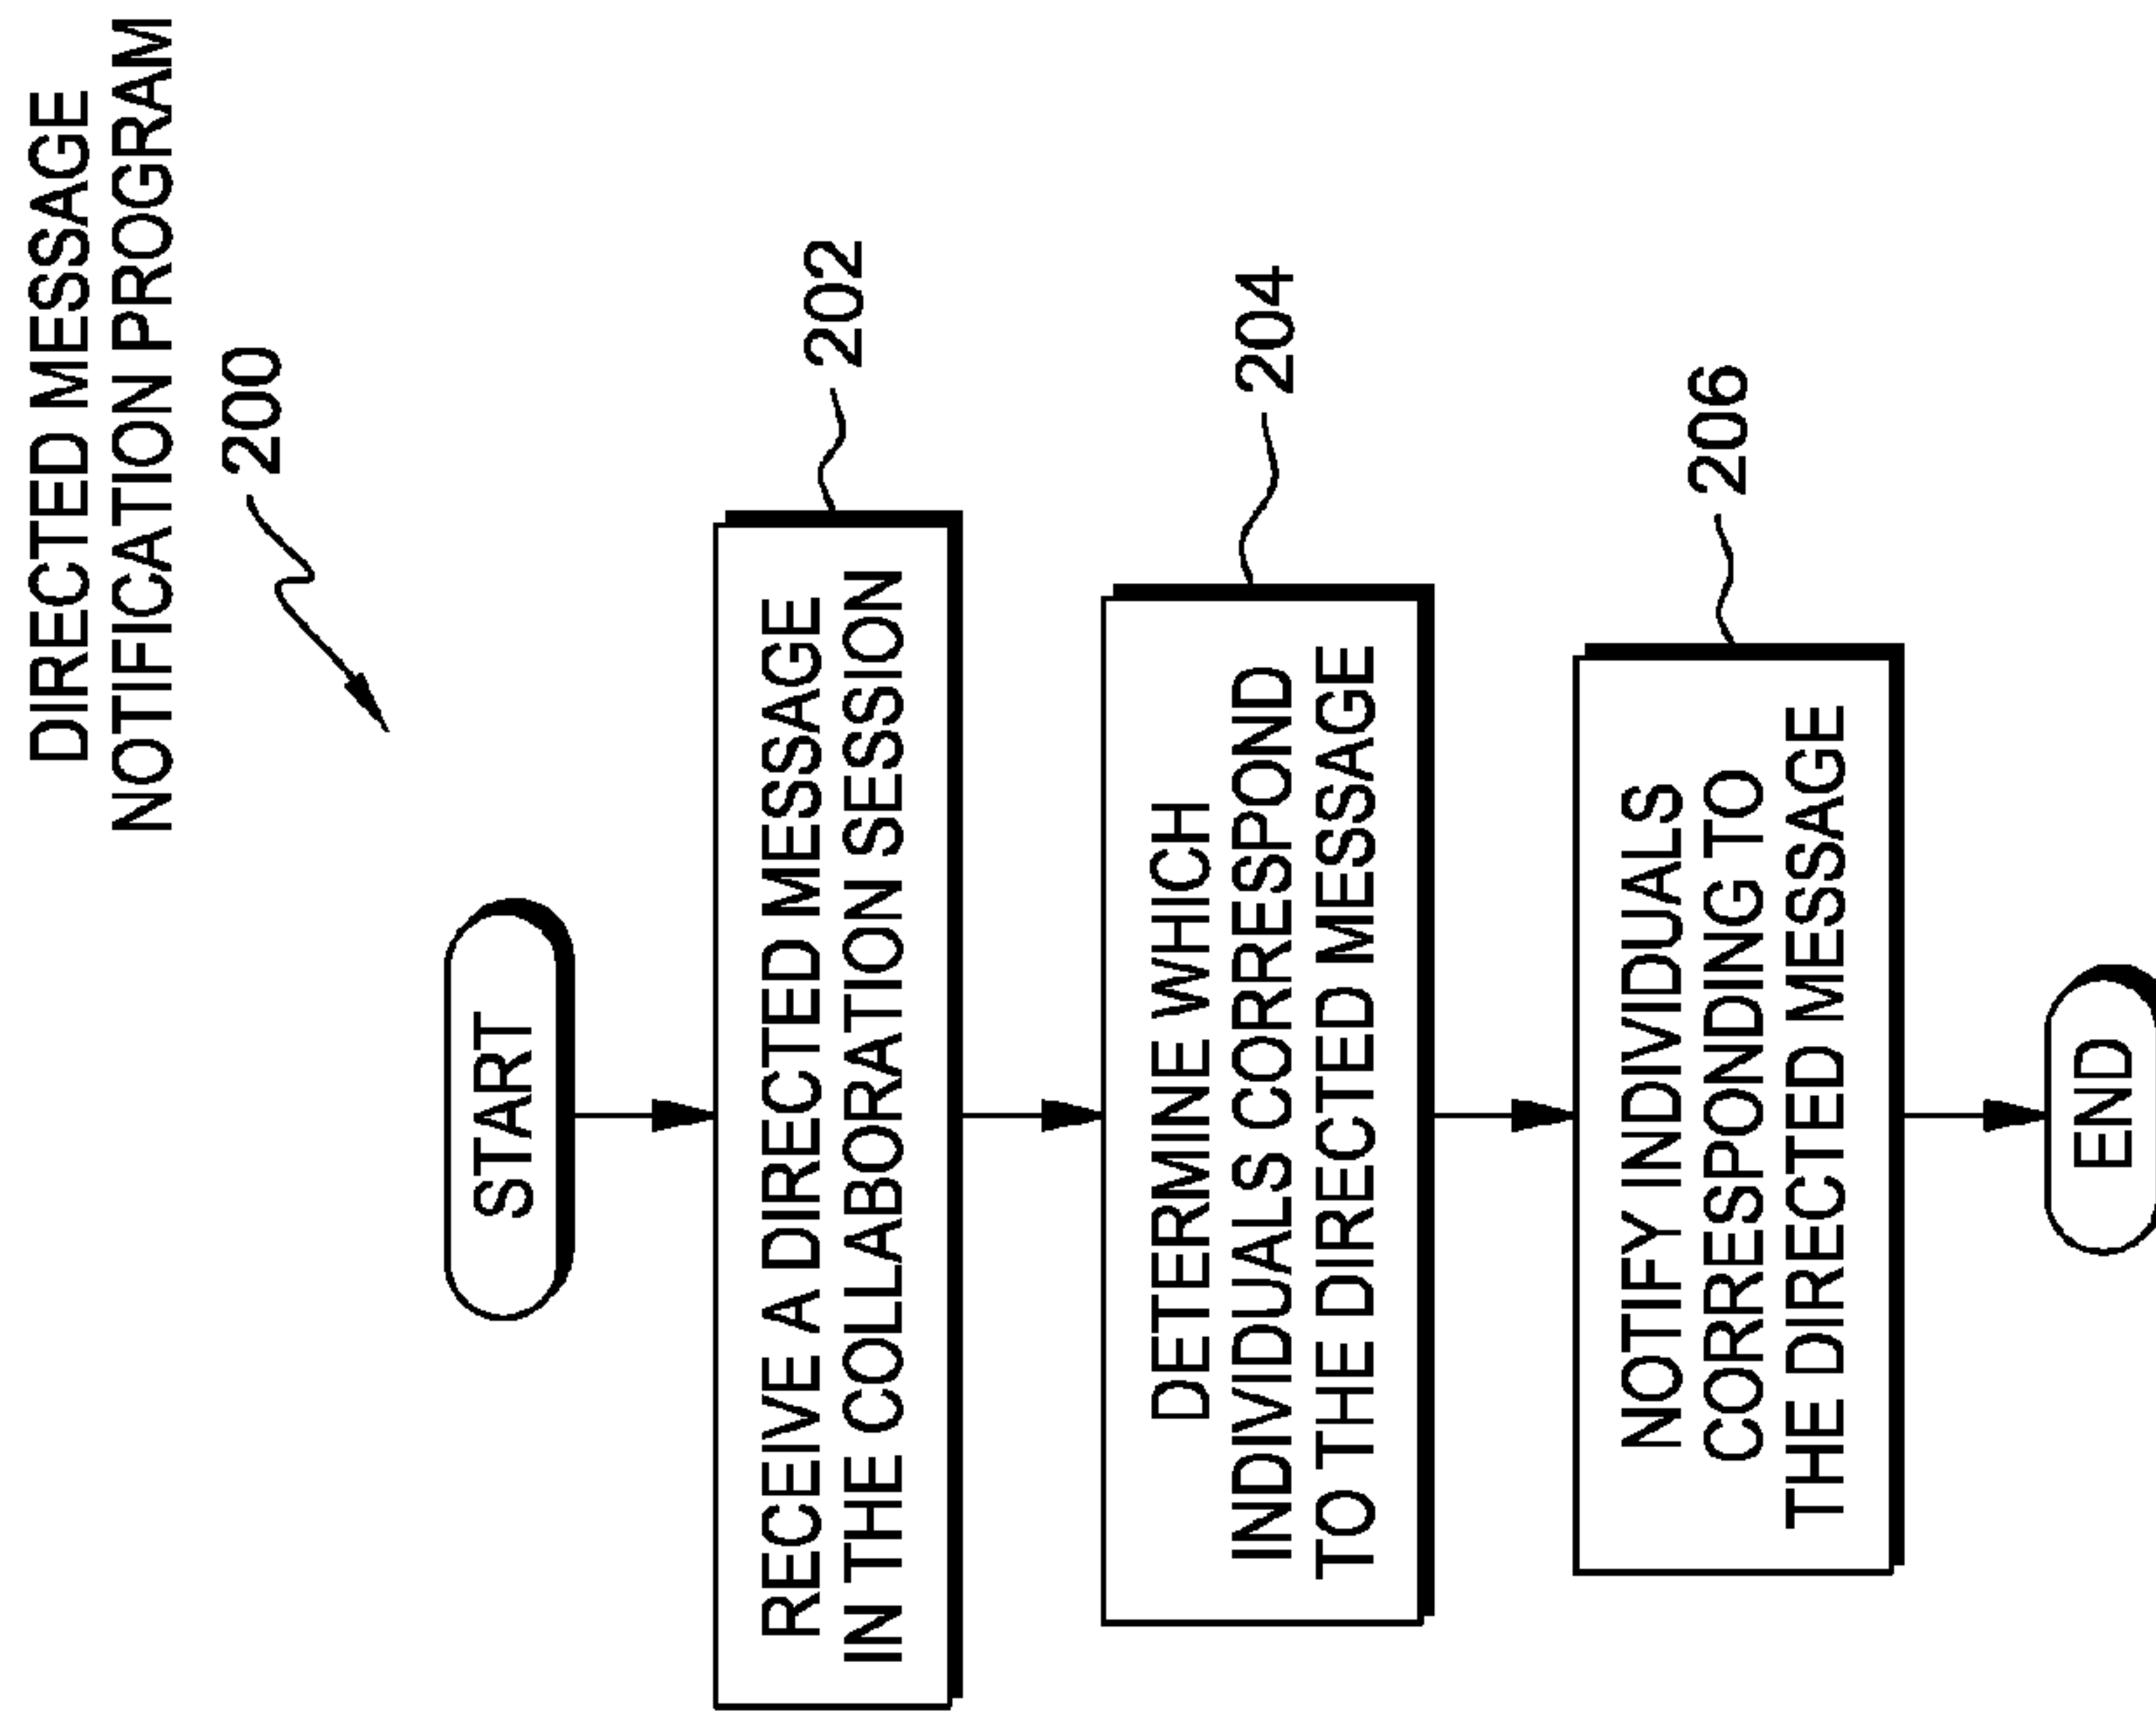 DIRECTED MESSAGE
NOTIFICATION PROGRAM
200
START
RECEIVE A DIRECTED MESSAGE
IN THE COLLABORATION SESSION
202
DETERMINE WHICH
INDIVIDUALS CORRESPOND
TO THE DIRECTED MESSAGE
204
NOTIFY INDIVIDUALS
CORRESPONDING TO
THE DIRECTED MESSAGE
206
END